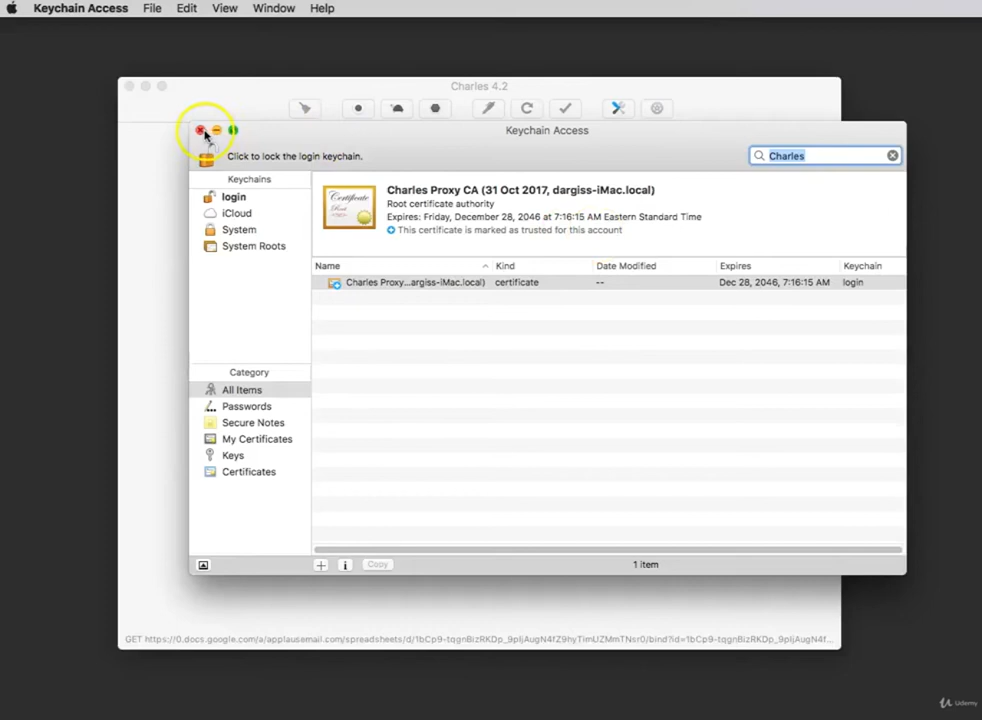 Keychain Access File Edit View Window Help
Charles 4.2
Keychain Access
Click to lock the login keychain.
Charles
Keychains
login
iCloud
System
System Roots
Certificate
Root
Charles Proxy CA (31 Oct 2017, dargiss-iMac.local)
Root certificate authority
Expires: Friday, December 28, 2046 at 7:16:15 AM Eastern Standard Time
This certificate is marked as trusted for this account
Name Kind Date Modified Expires Keychain
Charles Proxy...argiss-iMac.local) certificate -- Dec 28, 2046, 7:16:15 AM login
Category
All Items
Passwords
Secure Notes
My Certificates
Keys
Certificates
Copy
1 item
Udemy